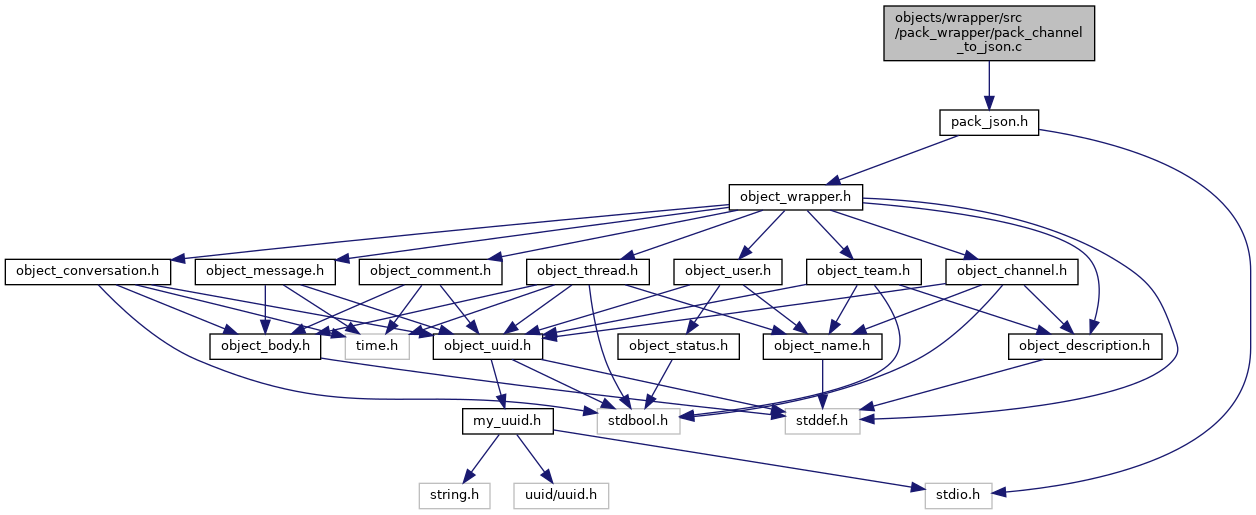 objects/wrapper/src
/pack_wrapper/pack_channel
_to_json.c
pack_json.h
object_wrapper.h
object_conversation.h
object_message.h
object_comment.h
object_thread.h
object_user.h
object_team.h
object_channel.h
object_body.h
time.h
object_uuid.h
object_status.h
object_name.h
object_description.h
my_uuid.h
stdbool.h
stddef.h
string.h
uuid/uuid.h
stdio.h